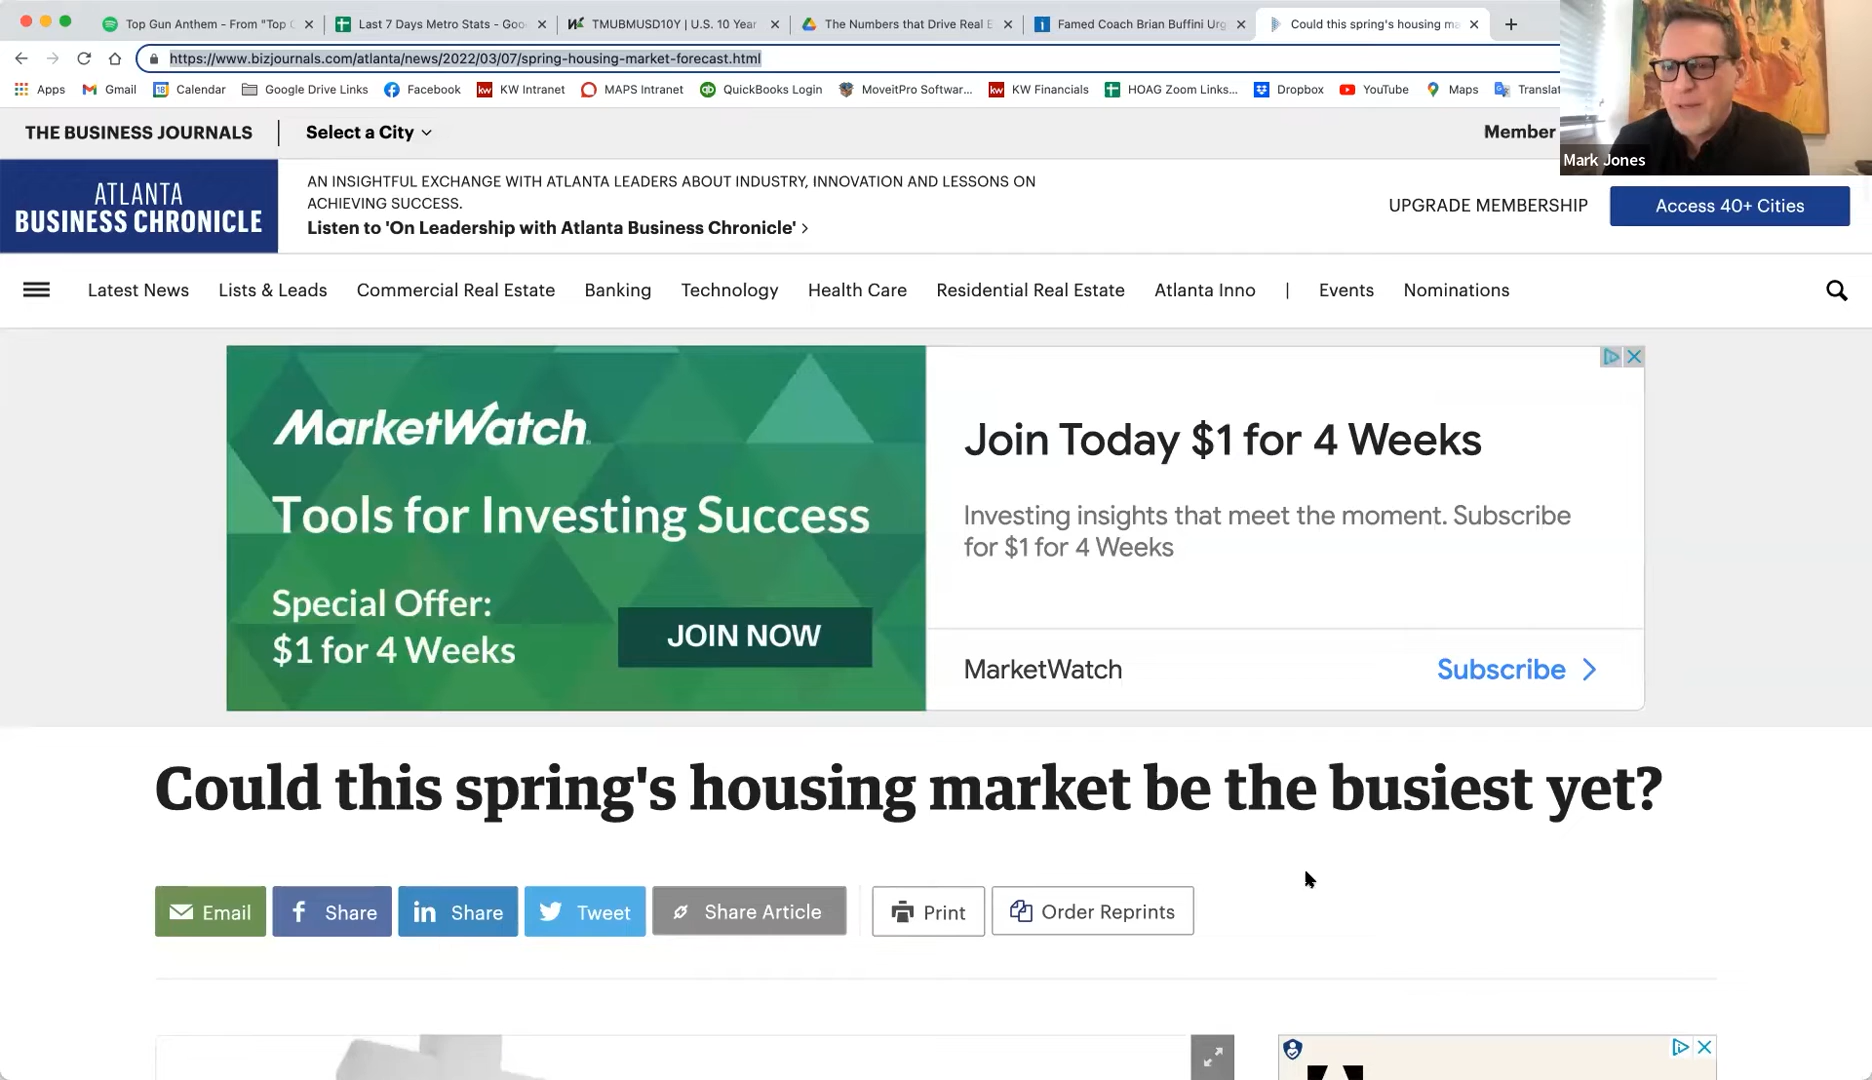 Top Gun Anthem - From "Top G
Last 7 Days Metro Stats - Goo
TMUBMUSD10Y | U.S. 10 Year
The Numbers that Drive Real E
Famed Coach Brian Buffini Urg
Could this spring's housing ma
https://www.bizjournals.com/atlanta/news/2022/03/07/spring-housing-market-forecast.html
Apps
Gmail
Calendar
Google Drive Links
Facebook
KW Intranet
MAPS Intranet
QuickBooks Login
MoveitPro Softwar...
KW Financials
HOAG Zoom Links...
Dropbox
YouTube
Maps
Translat
Mark Jones
THE BUSINESS JOURNALS
Select a City
Member
ATLANTA
BUSINESS CHRONICLE
AN INSIGHTFUL EXCHANGE WITH ATLANTA LEADERS ABOUT INDUSTRY, INNOVATION AND LESSONS ON
ACHIEVING SUCCESS.
Listen to 'On Leadership with Atlanta Business Chronicle' >
UPGRADE MEMBERSHIP
Access 40+ Cities
Latest News
Lists & Leads
Commercial Real Estate
Banking
Technology
Health Care
Residential Real Estate
Atlanta Inno
|
Events
Nominations
MarketWatch
Tools for Investing Success
Special Offer:
$1 for 4 Weeks
JOIN NOW
Join Today $1 for 4 Weeks
Investing insights that meet the moment. Subscribe
for $1 for 4 Weeks
MarketWatch
Subscribe >
Could this spring's housing market be the busiest yet?
Email
Share
Share
Tweet
Share Article
Print
Order Reprints